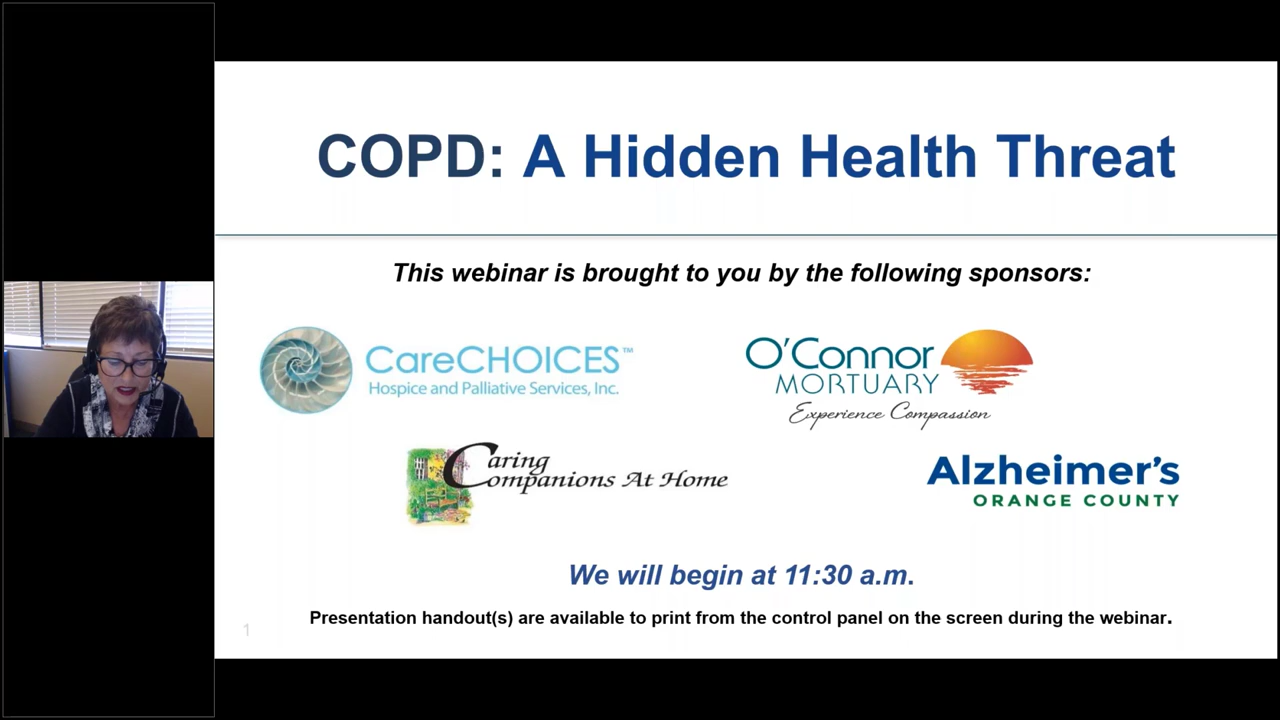 COPD: A Hidden Health Threat
This webinar is brought to you by the following sponsors:
CareCHOICES™
Hospice and Palliative Services, Inc.
O'Connor
MORTUARY
Experience Compassion
Caring
Companions At Home
Alzheimer's
ORANGE COUNTY
We will begin at 11:30 a.m.
Presentation handout(s) are available to print from the control panel on the screen during the webinar.
1